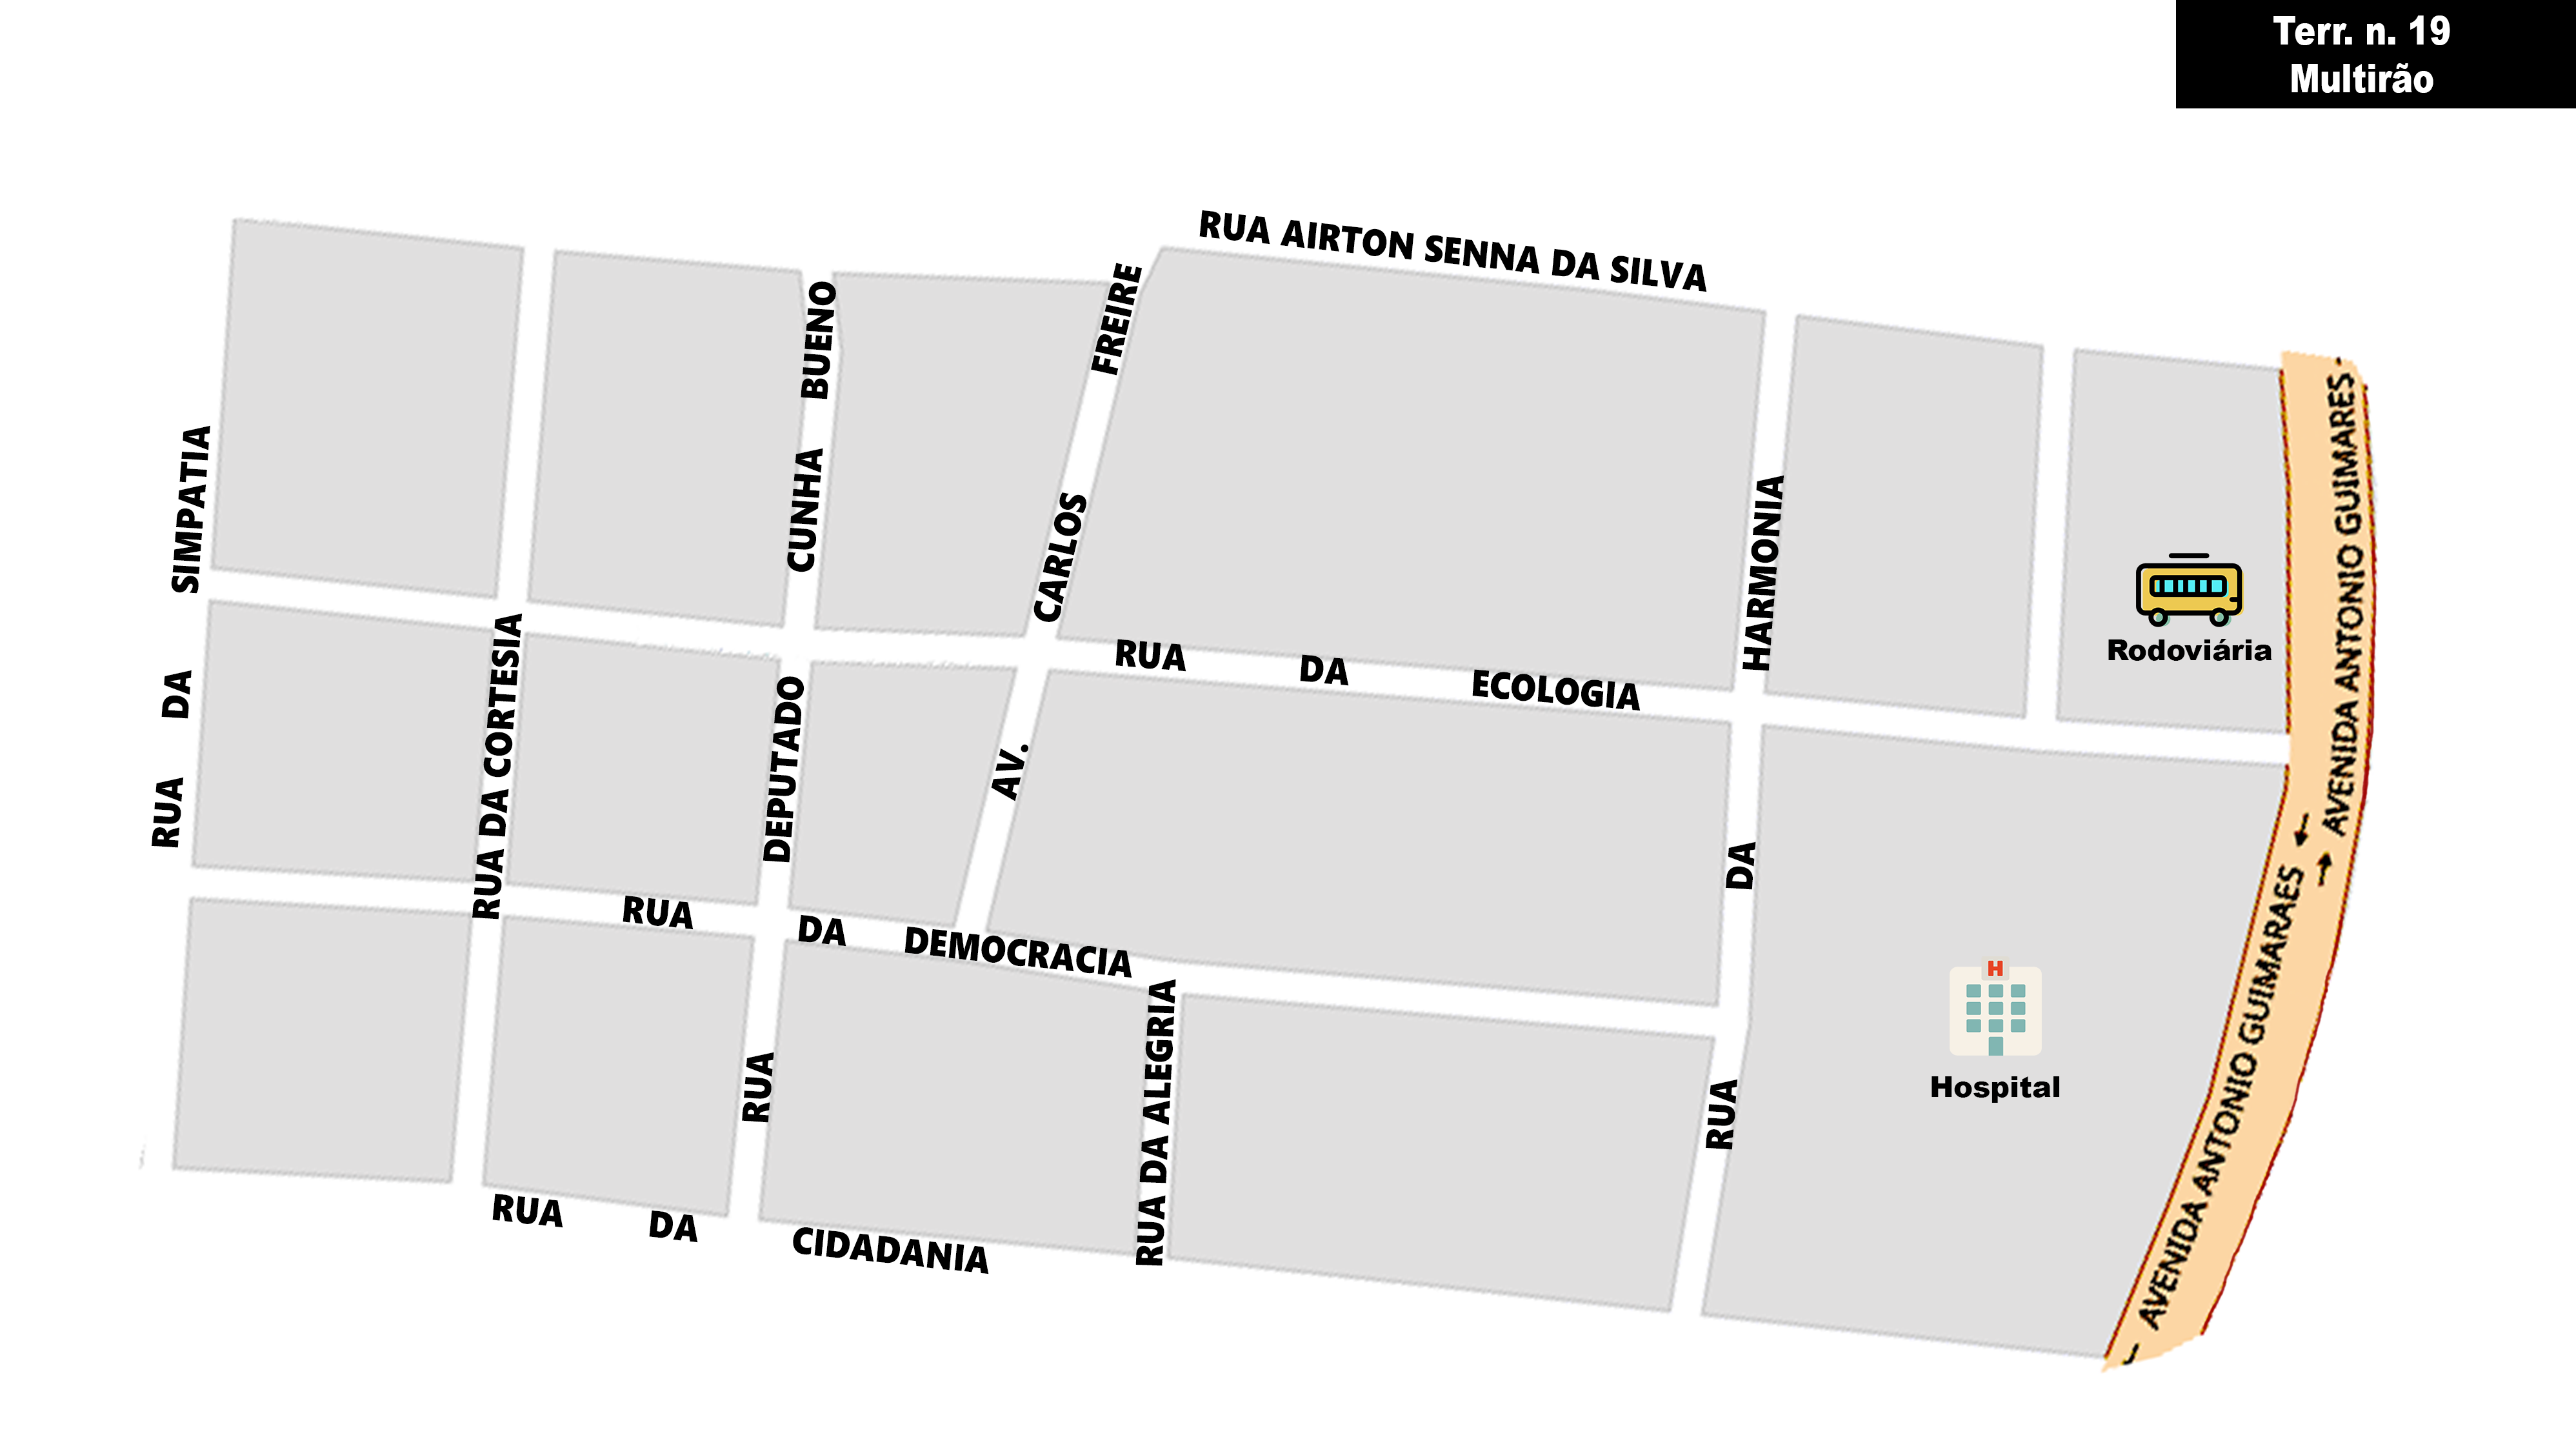 Terr. n. 19
Multirão
RUA AIRTON SENNA DA SILVA
RUA DA SIMPATIA
RUA DA CORTESIA
RUA DEPUTADO CUNHA BUENO
AV. CARLOS FREIRE
RUA DA HARMONIA
AVENIDA ANTONIO GUIMARES
Rodoviária
RUA DA ECOLOGIA
RUA DA DEMOCRACIA
RUA DA ALEGRIA
H
Hospital
AVENIDA ANTONIO GUIMARAES
RUA DA CIDADANIA